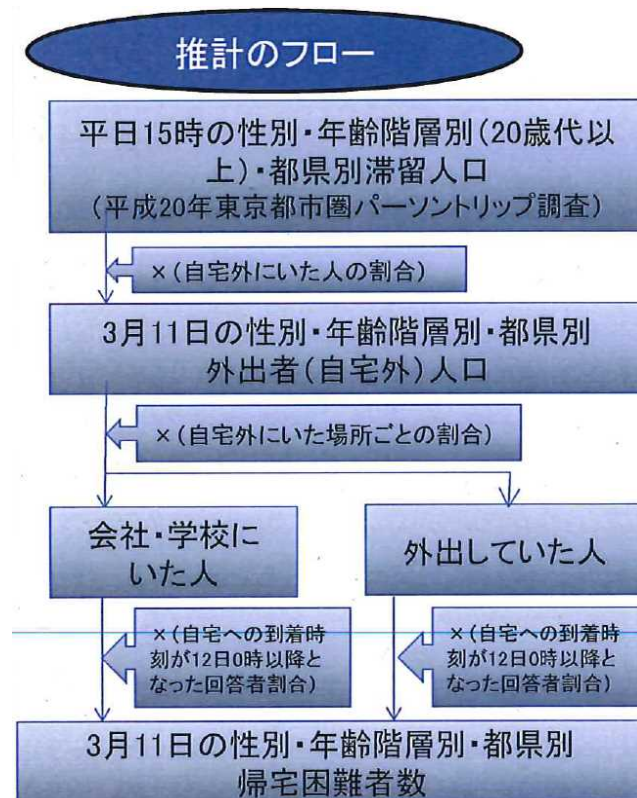 推計のフロー
平日15時の性別・年齢階層別(20歳代以
上)・都県別滞留人口
(平成20年東京都市圏パーソントリップ調査)
×(自宅外にいた人の割合)
3月11日の性別・年齢階層別・都県別
外出者(自宅外)人口
×(自宅外にいた場所ごとの割合)
会社・学校に
いた人
外出していた人
×(自宅への到着時
刻が12日0時以降と
なった回答者割合)
×(自宅への到着時
刻が12日0時以降と
なった回答者割合)
3月11日の性別・年齢階層別・都県別
帰宅困難者数